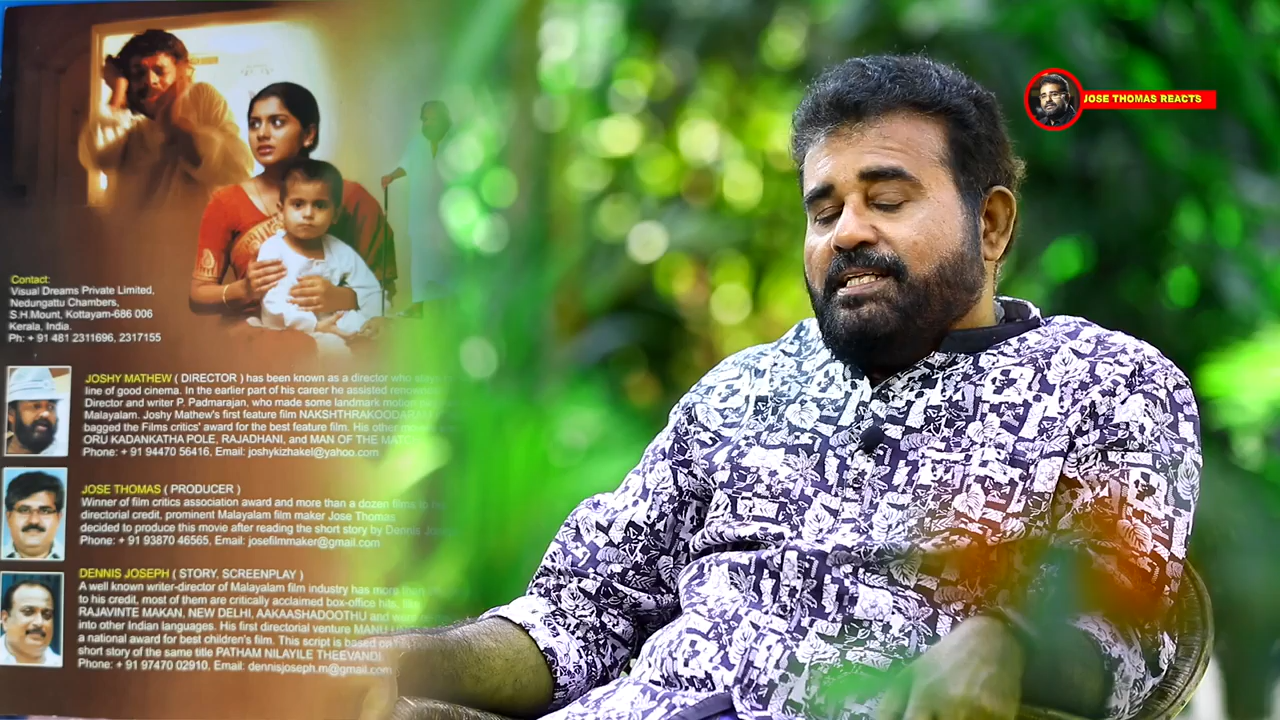 JOSE THOMAS REACTS
Contact:
Visual Dreams Private Limited,
Nedungattu Chambers,
S.H.Mount, Kottayam-686 006
Kerala, India.
Ph: + 91 481 2311696, 2317155
JOSHY MATHEW ( DIRECTOR ) has been known as a director who
line of good cinema. In the earlier part of his career he assisted renowned
Director and writer P. Padmarajan, who made some landmark motion
Malayalam. Joshy Mathew's first feature film NAKSHTHRAKOODARAM
bagged the Films critics' award for the best feature film. His other
ORU KADANKATHA POLE, RAJADHANI, and MAN OF THE MATCH
Phone: + 91 94470 56416, Email: joshykizhakel@yahoo.com
JOSE THOMAS ( PRODUCER )
Winner of film critics association award and more than a dozen films to his
directorial credit, prominent Malayalam film maker Jose Thomas
decided to produce this movie after reading the short story by Dennis Joseph
Phone: + 91 93870 46565, Email: josefilmmaker@gmail.com
DENNIS JOSEPH ( STORY, SCREENPLAY )
A well known writer-director of Malayalam film industry has more than
to his credit, most of them are critically acclaimed box-office hits, like
RAJAVINTE MAKAN, NEW DELHI, AAKAASHADOOTHU and were
into other Indian languages. His first directorial venture MANU UNCLE
a national award for best children's film. This script is based on
short story of the same title PATHAM NILAYILE THEEVANDI
Phone: + 91 97470 02910, Email: dennisjoseph.m@gmail.com